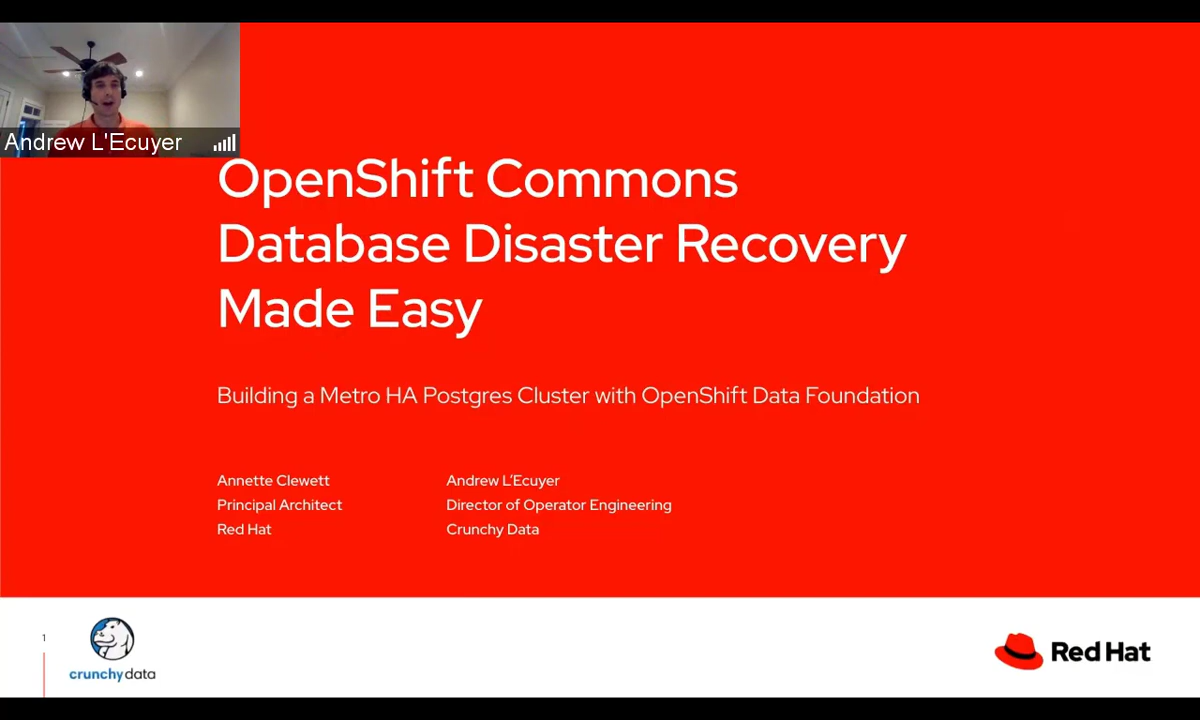 Andrew L'Ecuyer
OpenShift Commons
Database Disaster Recovery
Made Easy
Building a Metro HA Postgres Cluster with OpenShift Data Foundation
Annette Clewett
Principal Architect
Red Hat
Andrew L’Ecuyer
Director of Operator Engineering
Crunchy Data
1
crunchydata
Red Hat